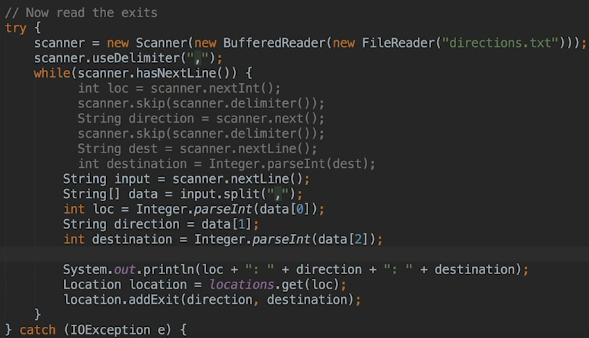 // Now read the exits
try {
    scanner = new Scanner(new BufferedReader(new FileReader("directions.txt")));
    scanner.useDelimiter(",");
    while(scanner.hasNextLine()) {
          int loc = scanner.nextInt();
          scanner.skip(scanner.delimiter());
          String direction = scanner.next();
          scanner.skip(scanner.delimiter());
          String dest = scanner.nextLine();
          int destination = Integer.parseInt(dest);
        String input = scanner.nextLine();
        String[] data = input.split(",");
        int loc = Integer.parseInt(data[0]);
        String direction = data[1];
        int destination = Integer.parseInt(data[2]);

        System.out.println(loc + ": " + direction + ": " + destination);
        Location location = locations.get(loc);
        location.addExit(direction, destination);
    }
} catch (IOException e) {